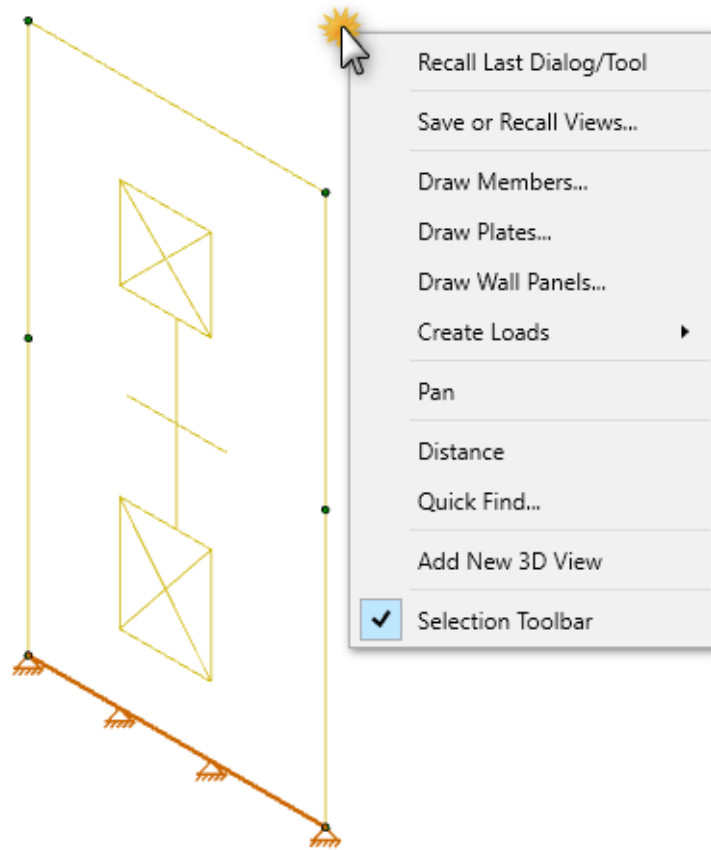 Recall Last Dialog/Tool
Save or Recall Views...
Draw Members...
Draw Plates...
Draw Wall Panels...
Create Loads
Pan
Distance
Quick Find...
Add New 3D View
Selection Toolbar